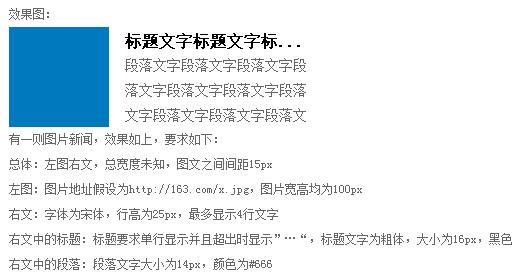 效果图：
标题文字标题文字标...
段落文字段落文字段落文字段
落文字段落文字段落文字段落
文字段落文字段落文字段落文
有一则图片新闻，效果如上，要求如下：
总体：左图右文，总宽度未知，图文之间间距15px
左图：图片地址假设为http://163.com/x.jpg，图片宽高均为100px
右文：字体为宋体，行高为25px，最多显示4行文字
右文中的标题：标题要求单行显示并且超出时显示”…“，标题文字为粗体，大小为16px，黑色
右文中的段落：段落文字大小为14px，颜色为#666